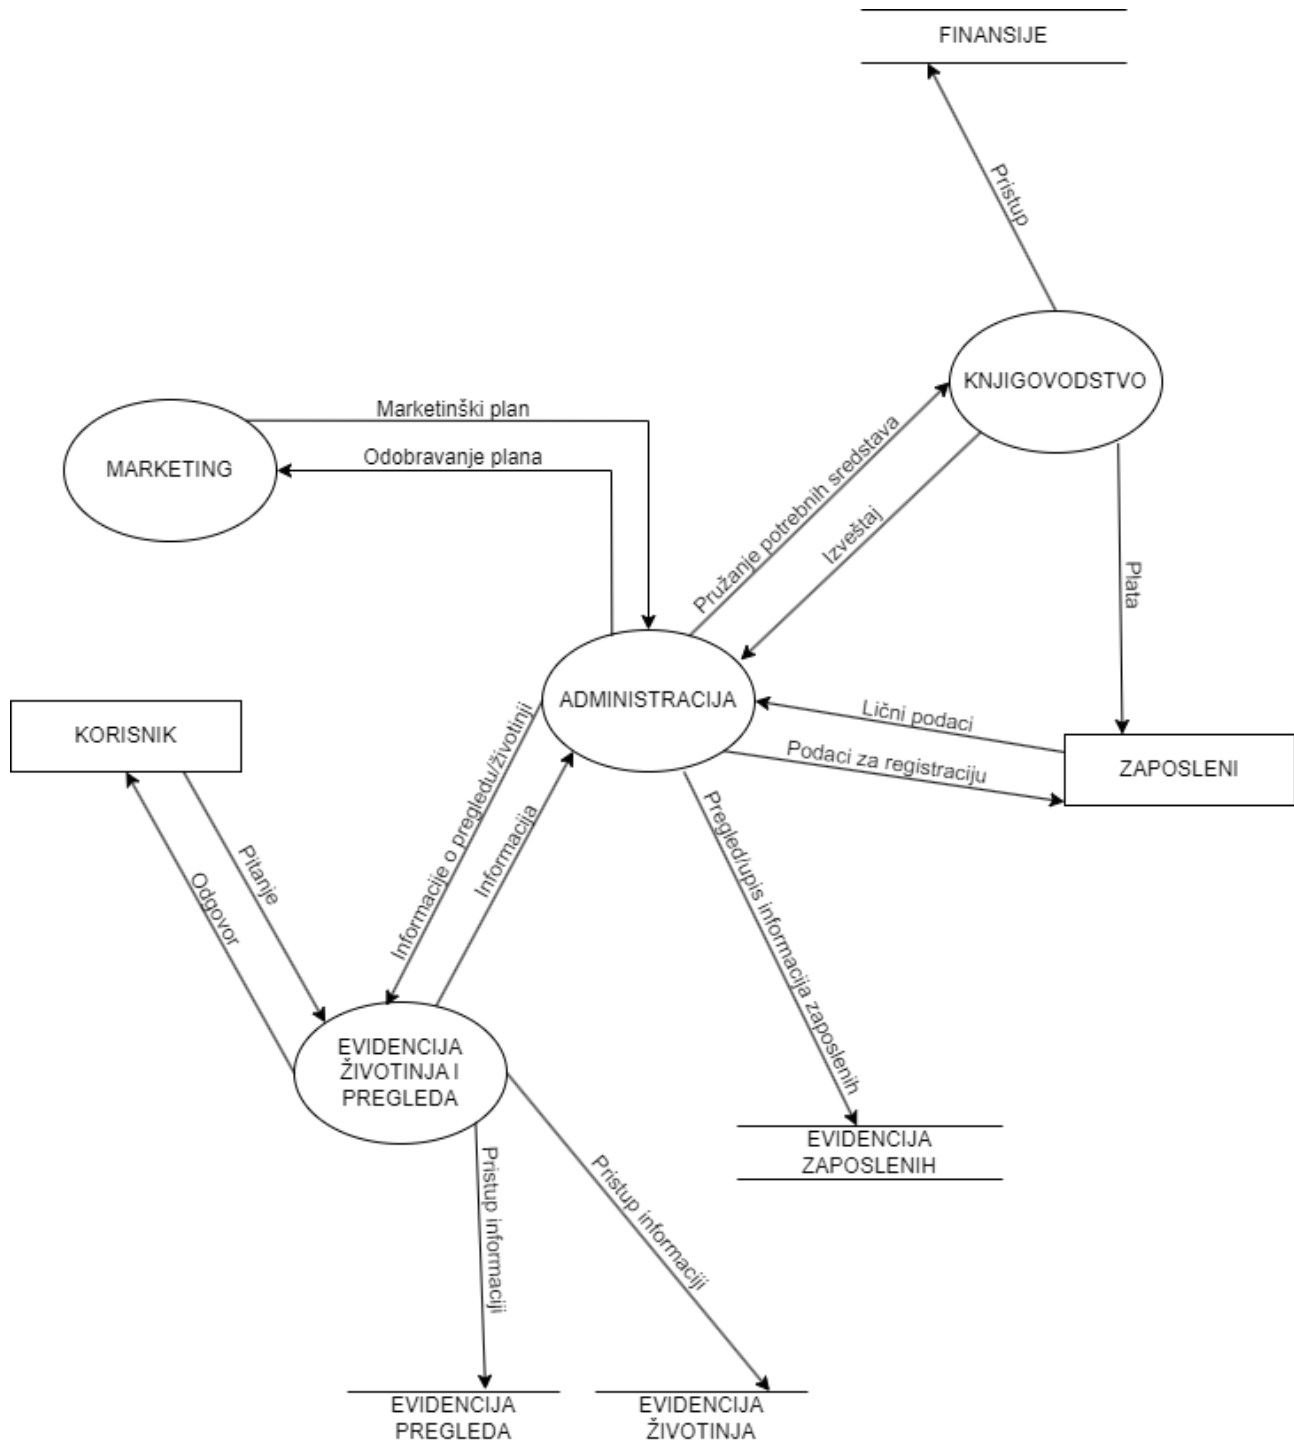 FINANSIJE
Pristup
KNJIGOVODSTVO
Marketinški plan
Odobravanje plana
MARKETING
Pružanje potrebnih sredstava
Izveštaj
Plata
ADMINISTRACIJA
KORISNIK
Lični podaci
Podaci za registraciju
ZAPOSLENI
Informacije o pregledu/životinji
Informacija
Pregled/upis informacija zaposlenih
Pitanje
Odgovor
EVIDENCIJA
ŽIVOTINJA I
PREGLEDA
EVIDENCIJA
ZAPOSLENIH
Pristup informaciji
Pristup informaciji
EVIDENCIJA
PREGLEDA
EVIDENCIJA
ŽIVOTINJA